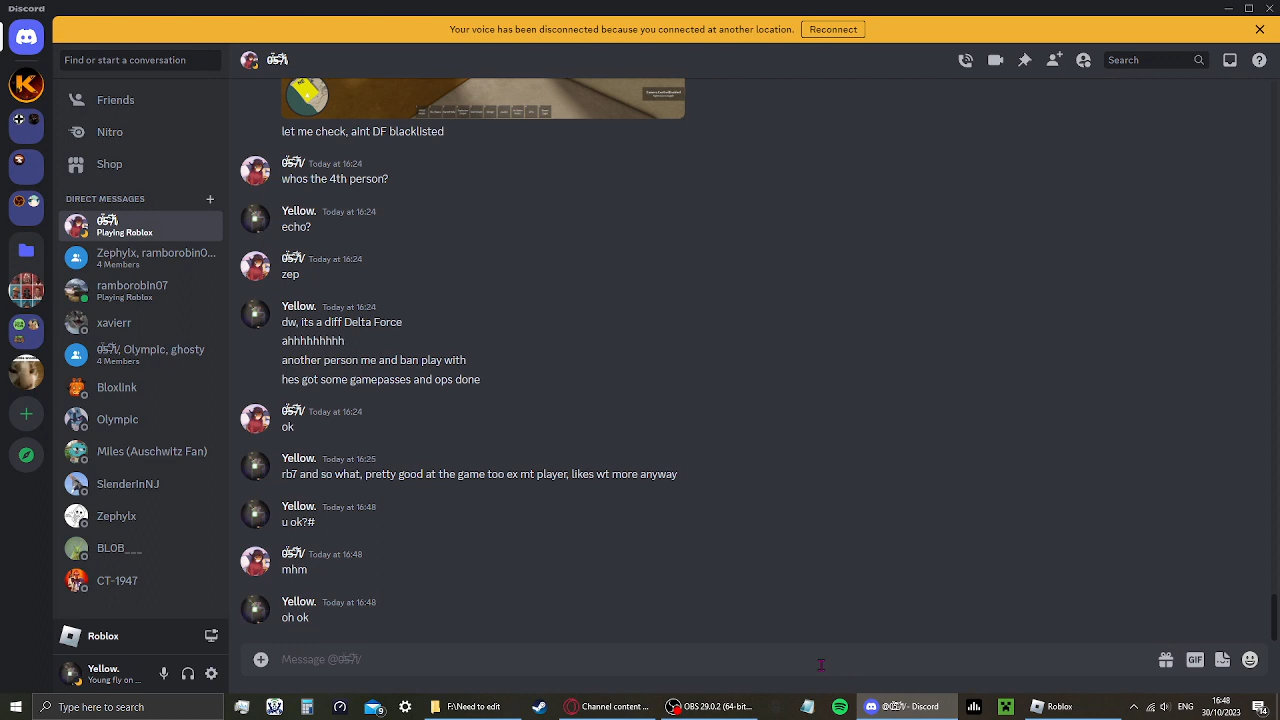 Discord
Your voice has been disconnected because you connected at another location.
Reconnect
Find or start a conversation
Search
Friends
Nitro
Shop
DIRECT MESSAGES
Playing Roblox
Zephylx, ramborobin0...
4 Members
ramborobIn07
Playing Roblox
xavierr
Olympic, ghosty
4 Members
Bloxlink
Olympic
Miles (Auschwitz Fan)
SlenderInNJ
Zephylx
BLOB___
CT-1947
Roblox
Yellow.
Young fly on ...
NE
let me check, aint DF blacklisted
Today at 16:24
whos the 4th person?
Yellow. Today at 16:24
echo?
Today at 16:24
zep
Yellow. Today at 16:24
dw, its a diff Delta Force
ahhhhhhhh
another person me and ban play with
hes got some gamepasses and ops done
Today at 16:24
ok
Yellow. Today at 16:25
rb7 and so what, pretty good at the game too ex mt player, likes wt more anyway
Yellow. Today at 16:48
u ok?#
Today at 16:48
mhm
Yellow. Today at 16:48
oh ok
Message @
GIF
Type here to search
F:\Need to edit
Channel content ...
OBS 29.0.2 (64-bit...
- Discord
Roblox
ENG
16:48
30/10/2023